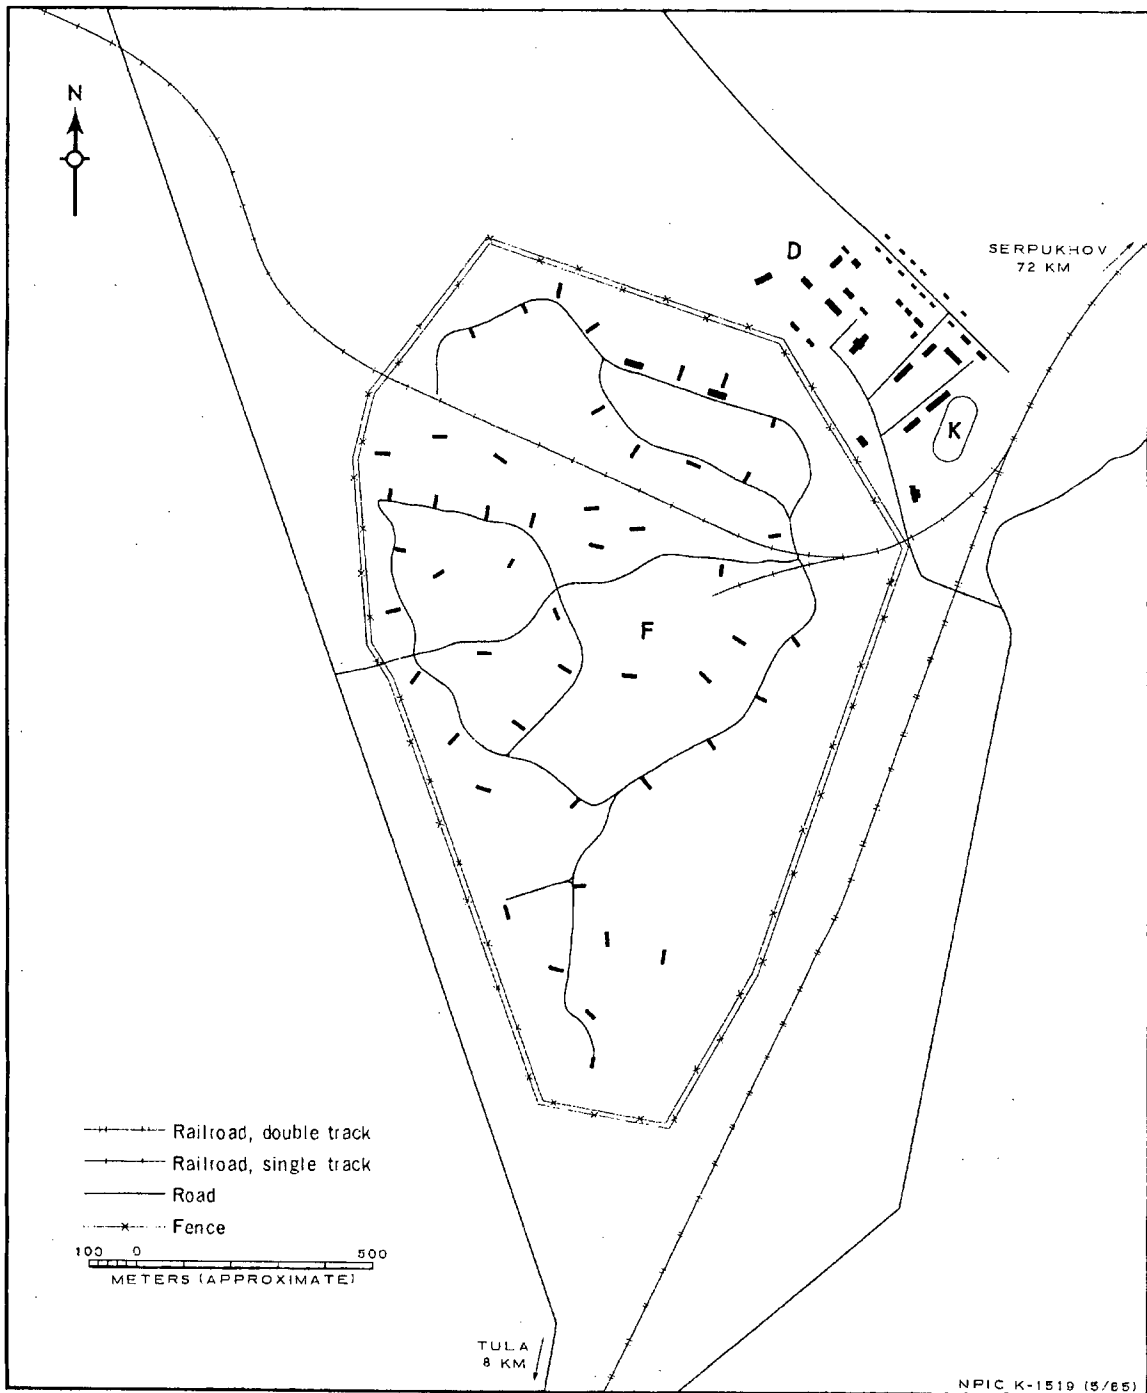 N
D
SERPUKHOV
72 KM
K
F
Railroad, double track
Railroad, single track
Road
Fence
100 0 500
METERS (APPROXIMATE)
TULA
8 KM
NPIC K-1519 (5/65)